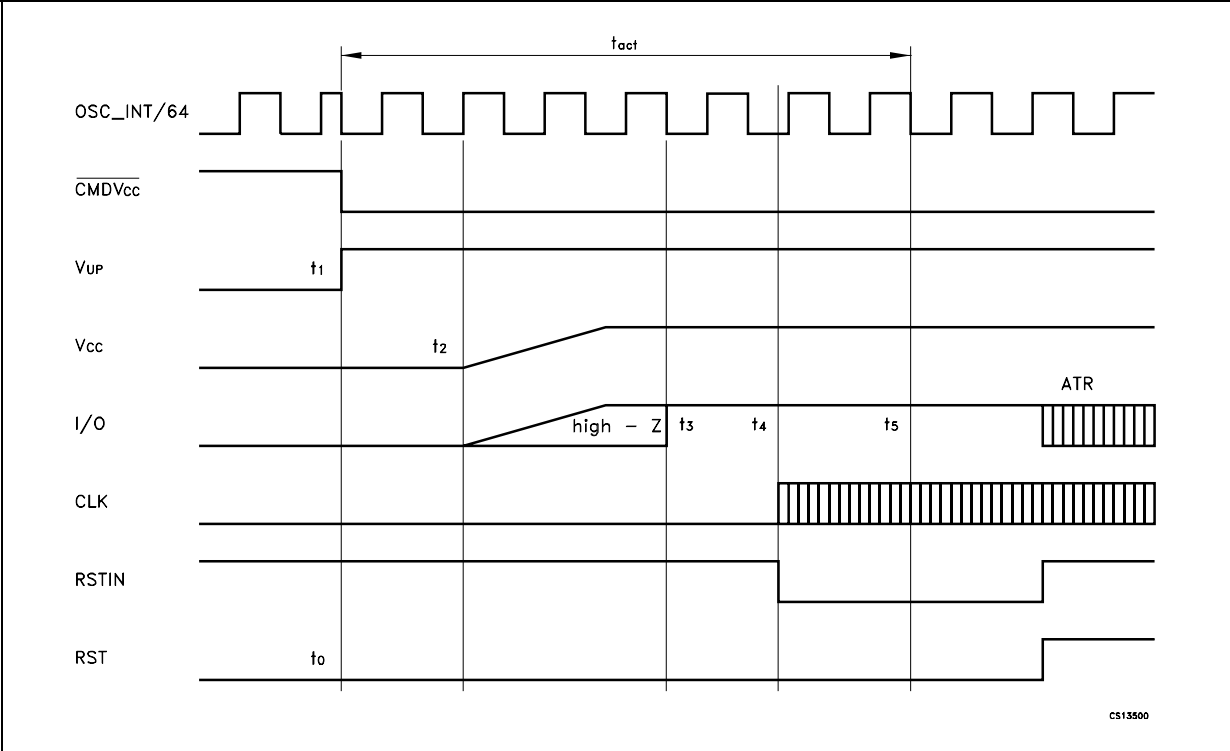 tact
OSC_INT/64
CMDVcc
VUP t1
Vcc t2
ATR
I/O high - Z t3 t4 t5
CLK
RSTIN
RST t0
CS13500